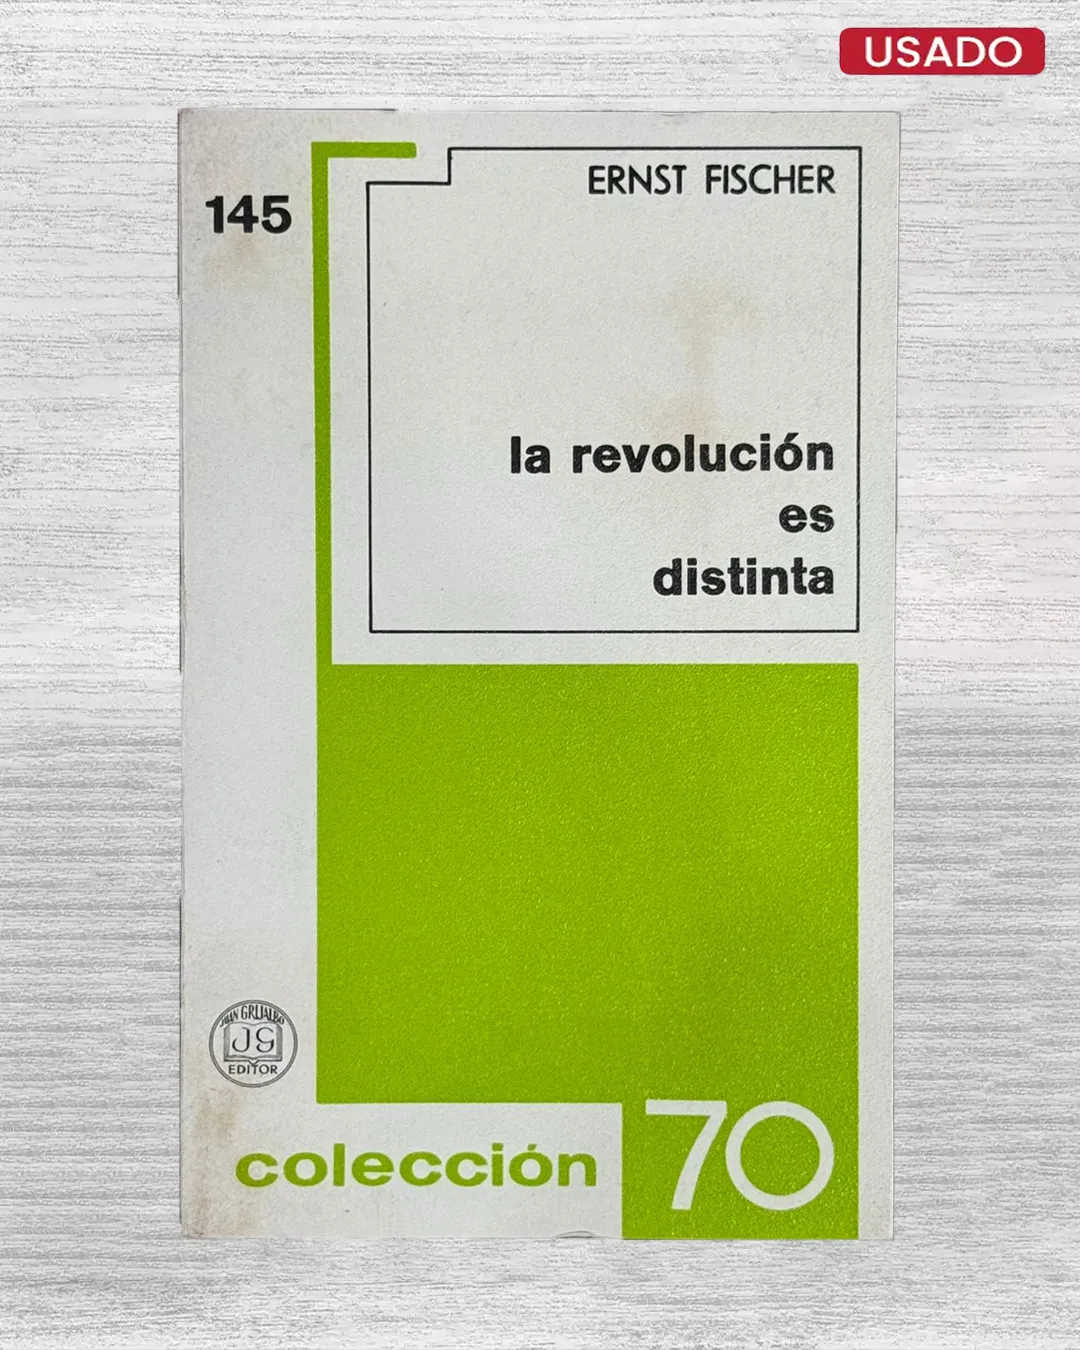 USADO
145
ERNST FISCHER
la revolución
es
distinta
JUAN GRIJALBO
JG
EDITOR
colección 70